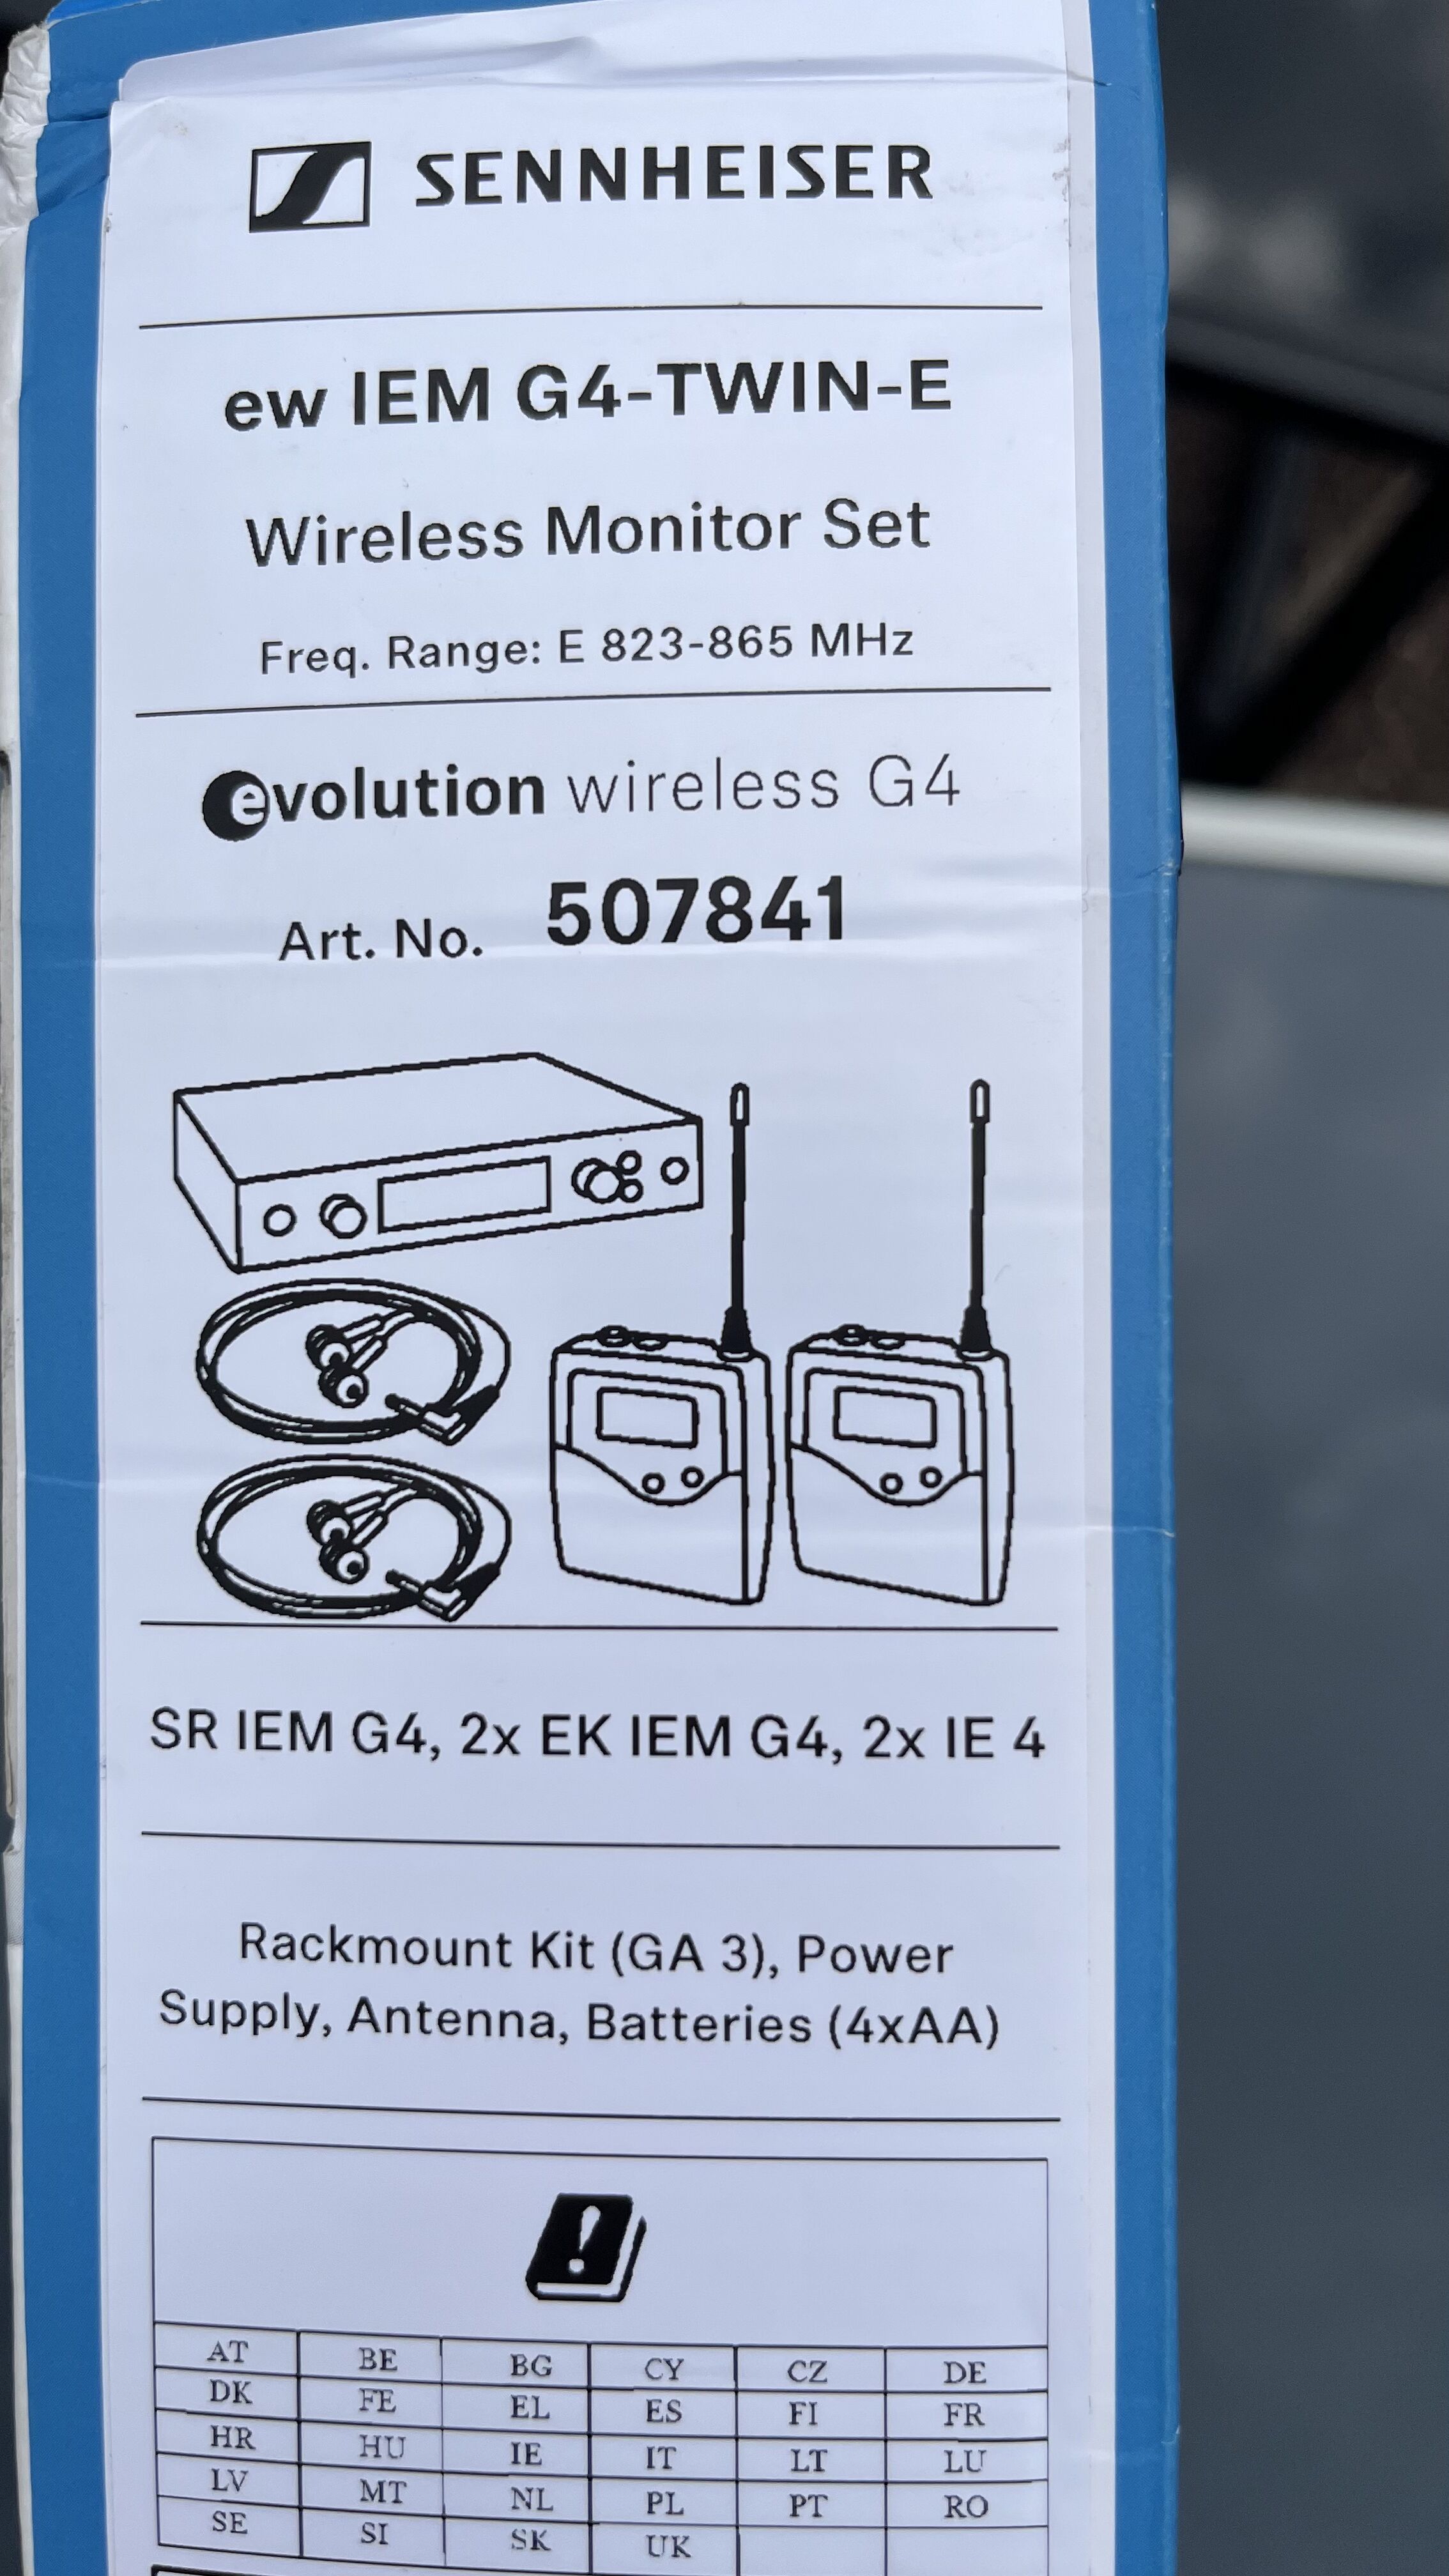 SENNHEISER
ew IEM G4-TWIN-E
Wireless Monitor Set
Freq. Range: E 823-865 MHz
evolution wireless G4
Art. No. 507841
SR IEM G4, 2x EK IEM G4, 2x IE 4
Rackmount Kit (GA 3), Power
Supply, Antenna, Batteries (4xAA)
AT BE BG CY CZ DE
DK FE EL ES FI FR
HR HU IE IT LT LU
LV MT NL PL PT RO
SE SI SK UK